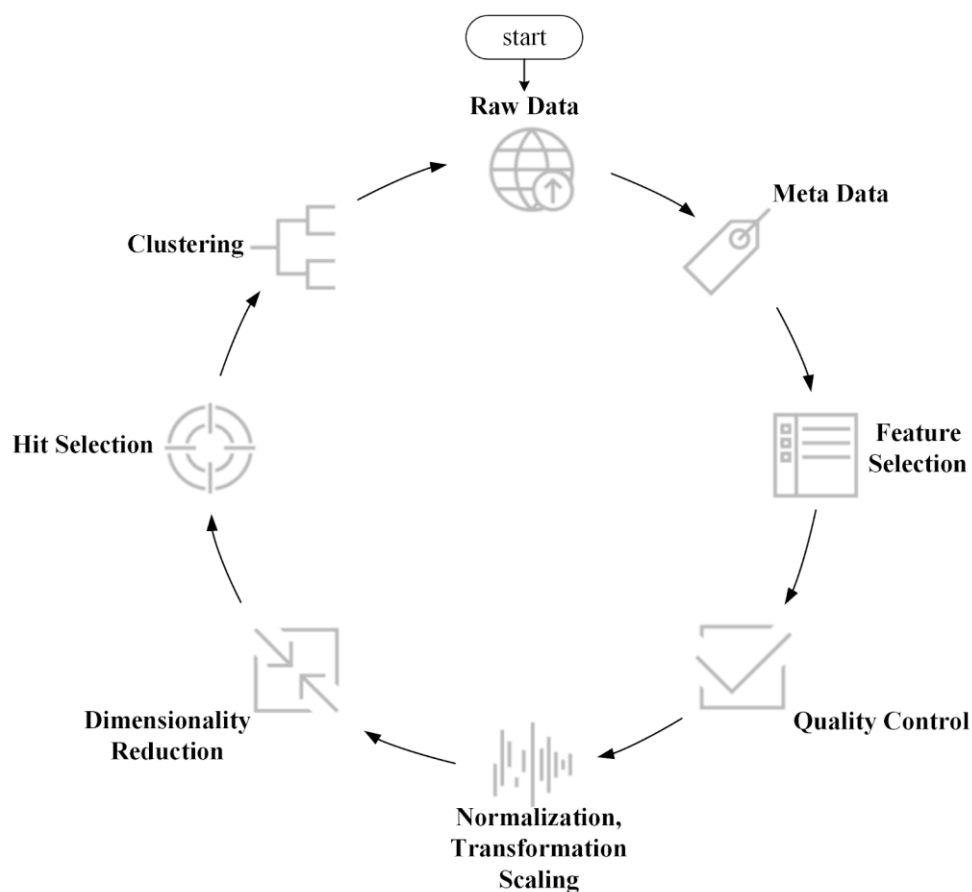 start
Raw Data
Meta Data
Clustering
Feature
Selection
Hit Selection
Quality Control
Dimensionality
Reduction
Normalization,
Transformation
Scaling